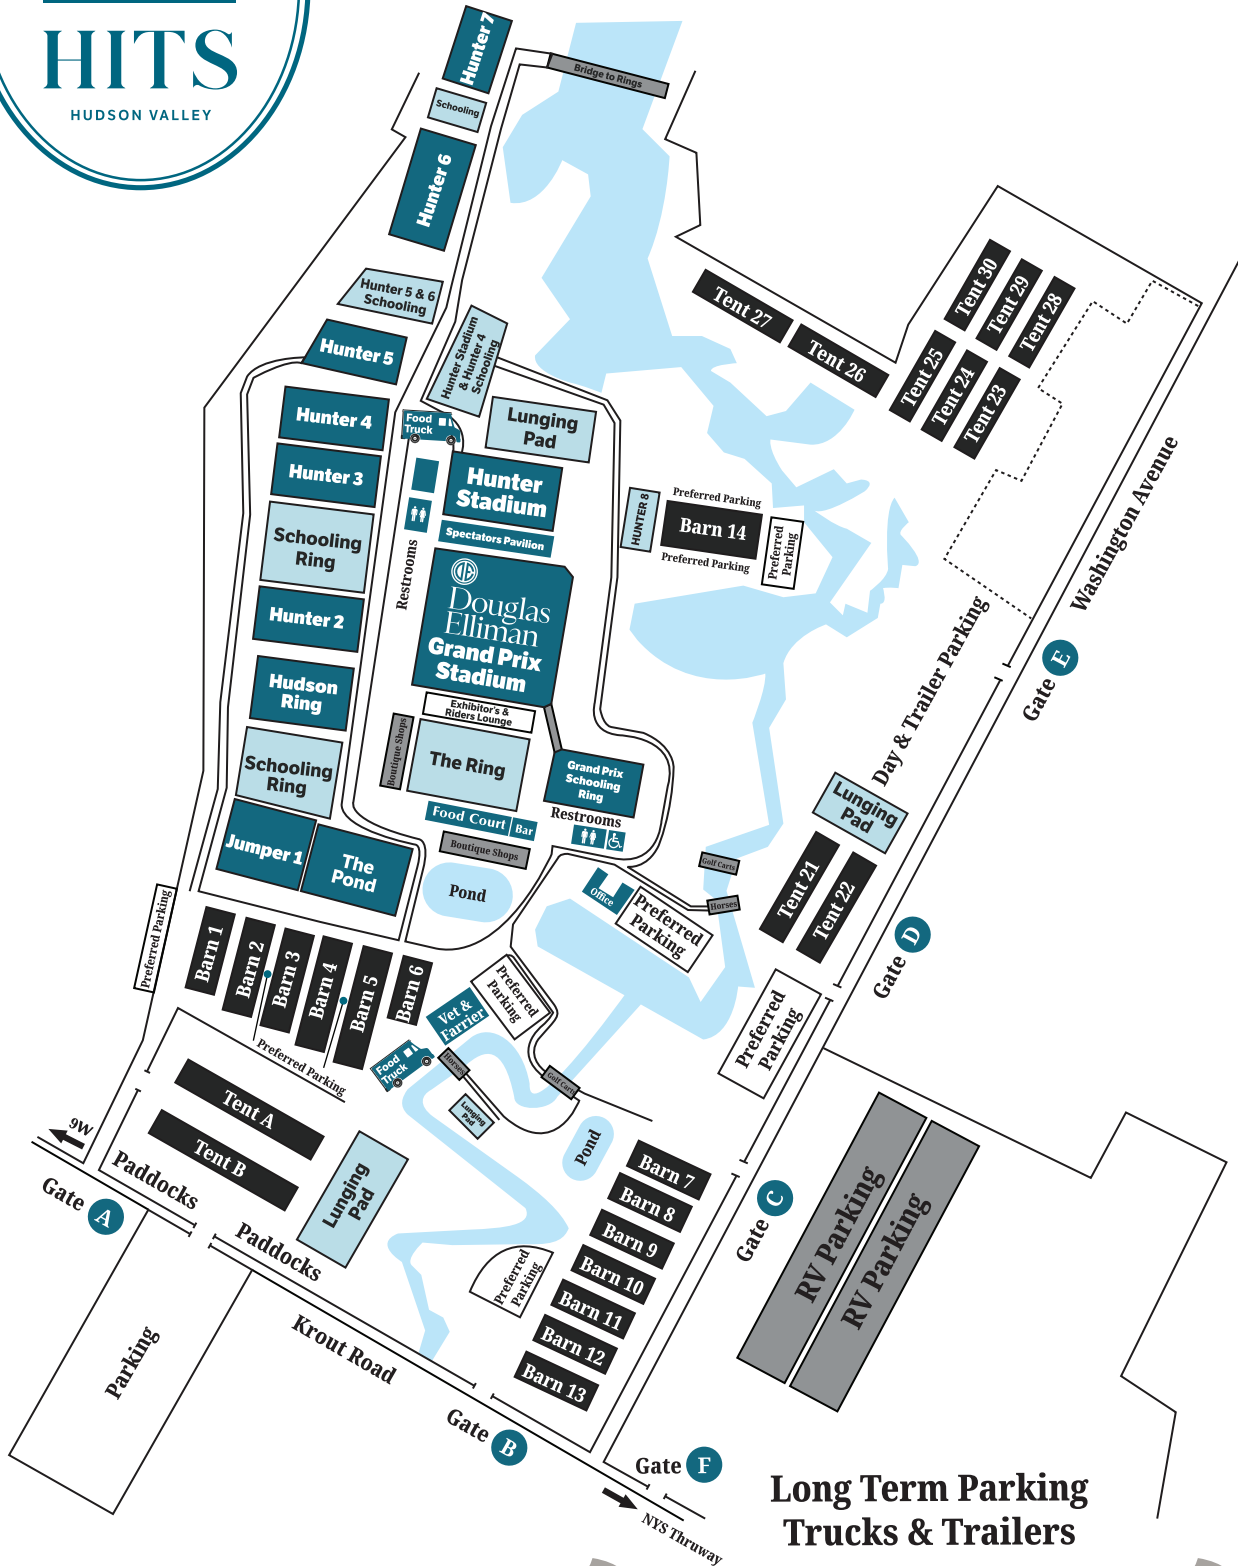 HITS
HUDSON VALLEY
Hunter 7
Schooling
Hunter 6
Bridge to Rings
Hunter 5 & 6
Schooling
Hunter 5
Hunter Stadium
& Hunter 4
Schooling
Hunter 4
Food
Truck
Lunging
Pad
Hunter 3
Hunter
Stadium
Schooling
Ring
Restrooms
Spectators Pavilion
Hunter 2
DE
Douglas
Elliman
Grand Prix
Stadium
Hudson
Ring
Exhibitor's &
Riders Lounge
Boutique Shops
The Ring
Schooling
Ring
Grand Prix
Schooling
Ring
Food Court
Bar
Restrooms
Boutique Shops
Jumper 1
The
Pond
Pond
Office
Preferred
Parking
Golf Carts
Horses
HUNTER 8
Preferred Parking
Barn 14
Preferred Parking
Preferred
Parking
Tent 27
Tent 26
Tent 30
Tent 29
Tent 28
Tent 25
Tent 24
Tent 23
Washington Avenue
Day & Trailer Parking
Gate E
Lunging
Pad
Tent 21
Tent 22
Gate D
Preferred
Parking
Preferred Parking
Barn 1
Barn 2
Barn 3
Barn 4
Barn 5
Barn 6
Preferred Parking
Vet &
Farrier
Preferred
Parking
Food
Truck
Horses
Golf Carts
Lunging
Pad
Pond
Tent A
Tent B
Lunging
Pad
9W
Paddocks
Gate A
Paddocks
Parking
Krout Road
Preferred
Parking
Barn 7
Barn 8
Barn 9
Barn 10
Barn 11
Barn 12
Barn 13
Gate C
RV Parking
RV Parking
Gate B
Gate F
NYS Thruway
Long Term Parking
Trucks & Trailers